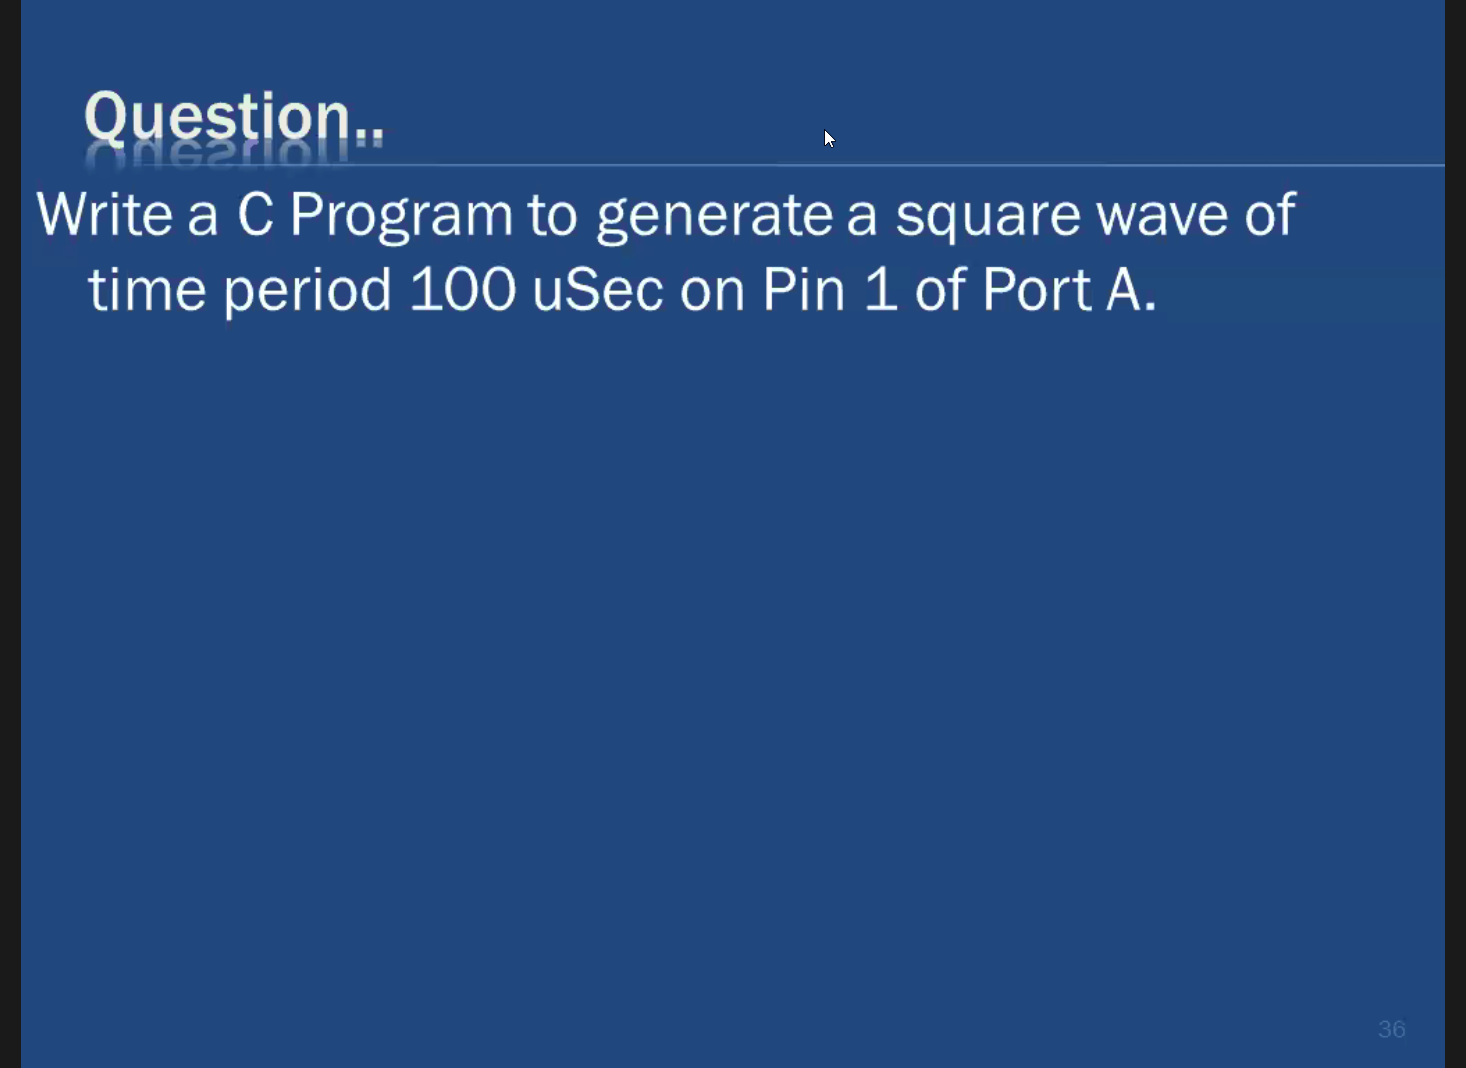 Question..
Write a C Program to generate a square wave of
time period 100 uSec on Pin 1 of Port A.
36